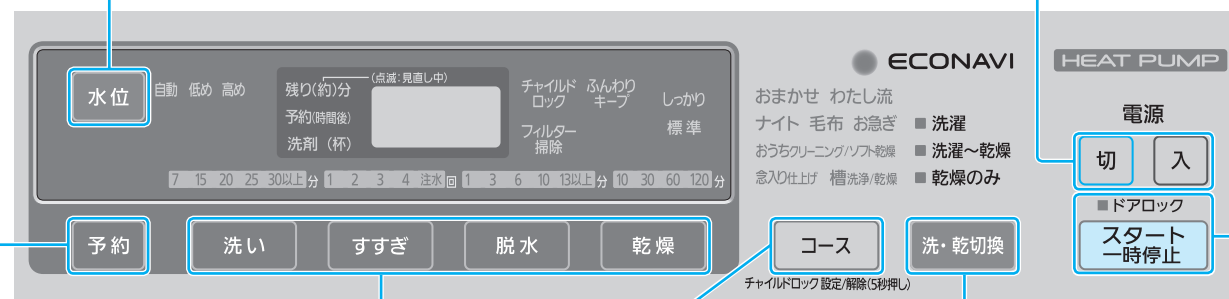 ECONAVI
HEAT PUMP
水位
自動 低め 高め
残り(約)分
(点滅:見直し中)
予約(時間後)
洗剤 (杯)
チャイルドロック
ふんわりキープ
しっかり
標準
フィルター掃除
7 15 20 25 30以上 分 1 2 3 4 注水 回 1 3 6 10 13以上 分 10 30 60 120 分
おまかせ わたし流
ナイト 毛布 お急ぎ
おうちクリーニング/ソフト乾燥
念入り仕上げ 槽洗浄/乾燥
洗濯
洗濯~乾燥
乾燥のみ
電源
切 入
ドアロック
スタート
一時停止
予約 洗い すすぎ 脱水 乾燥 コース 洗・乾切換
チャイルドロック 設定/解除(5秒押し)